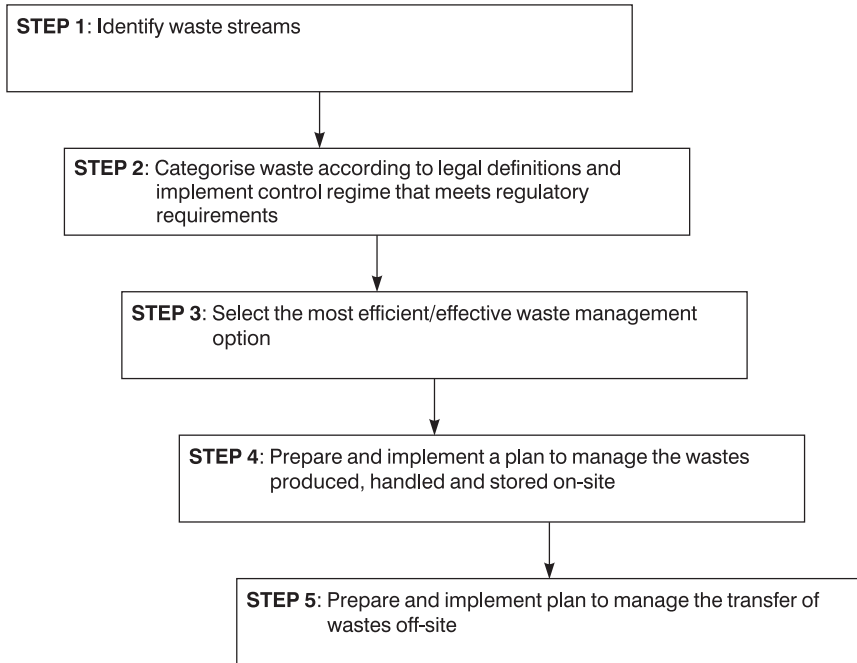 STEP 1: Identify waste streams
STEP 2: Categorise waste according to legal definitions and
implement control regime that meets regulatory
requirements
STEP 3: Select the most efficient/effective waste management
option
STEP 4: Prepare and implement a plan to manage the wastes
produced, handled and stored on-site
STEP 5: Prepare and implement plan to manage the transfer of
wastes off-site